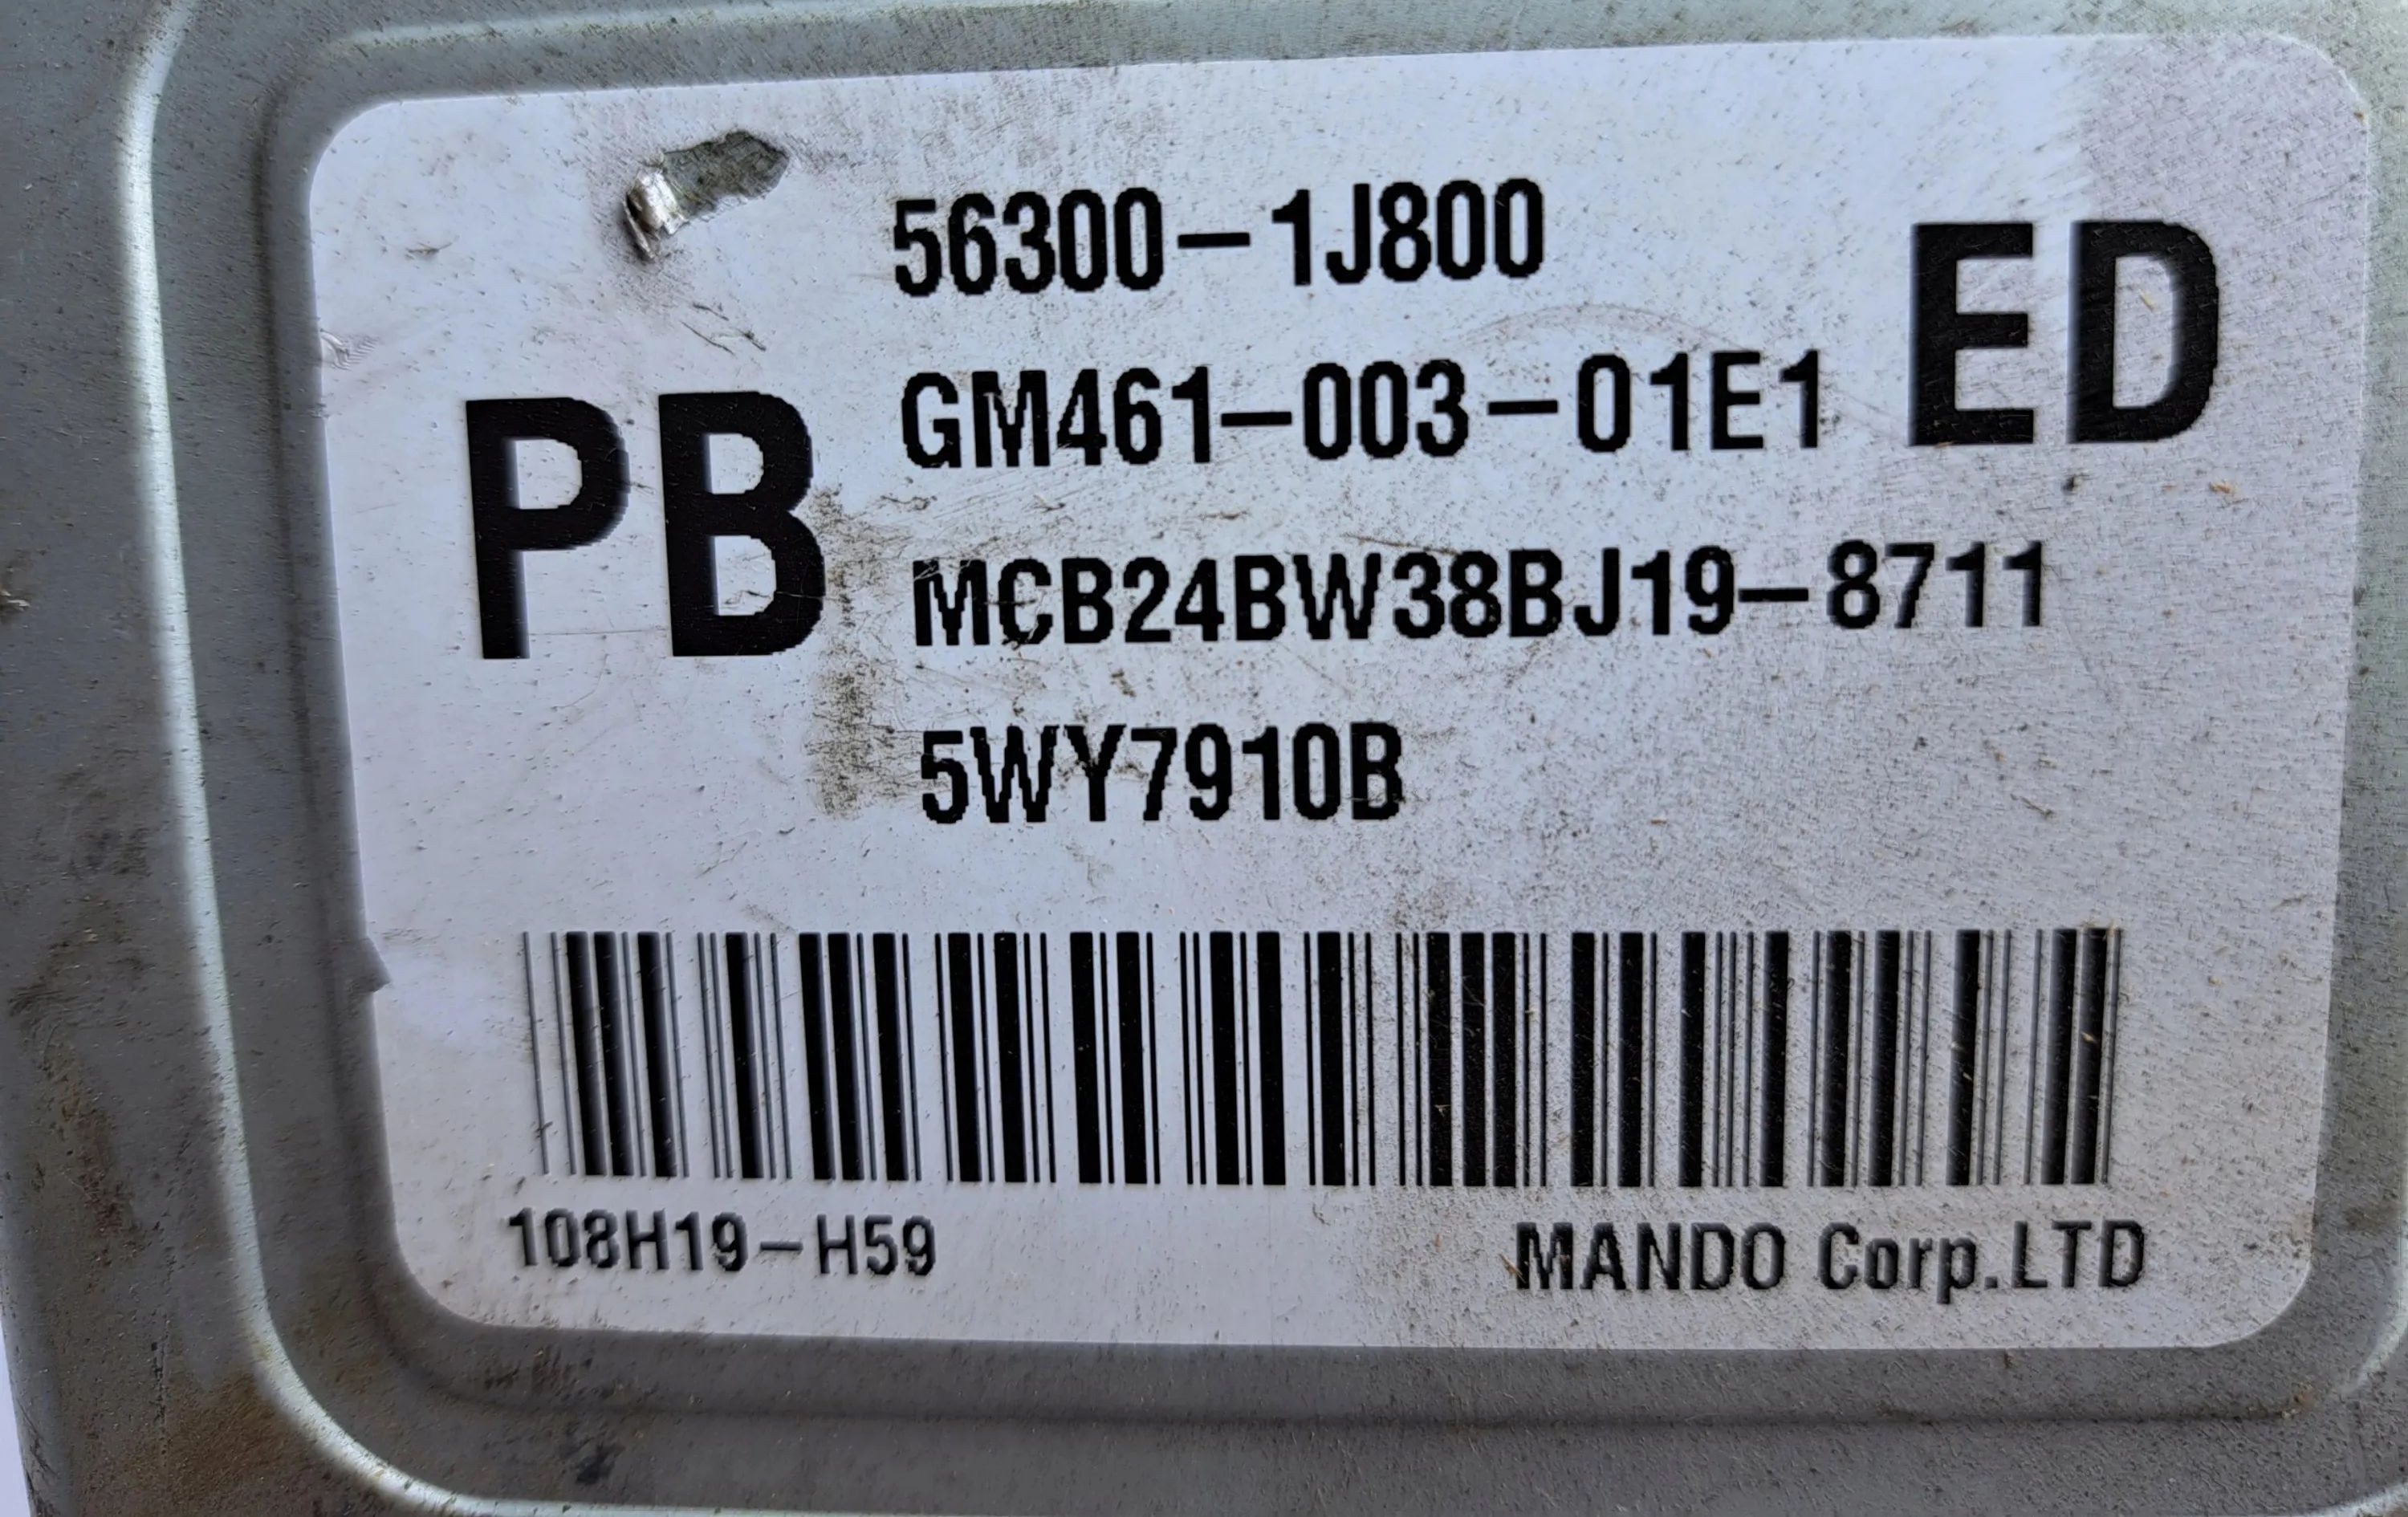 56300-1J800
ED
GM461-003-01E1
PB
MCB24BW38BJ19-8711
5WY7910B
108H19-H59
MANDO Corp.LTD